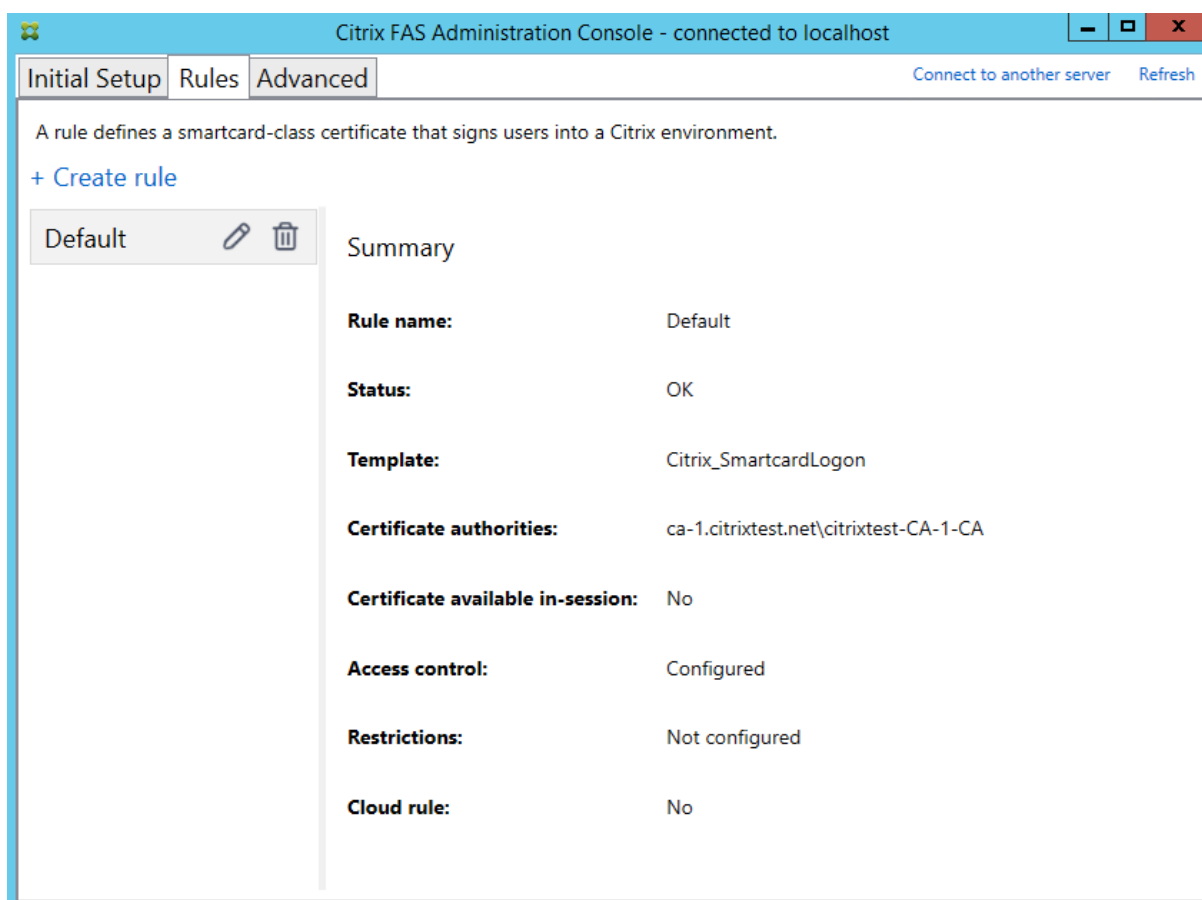 Citrix FAS Administration Console - connected to localhost
Initial Setup Rules Advanced Connect to another server Refresh
A rule defines a smartcard-class certificate that signs users into a Citrix environment.
+ Create rule
Default
Summary
Rule name: Default
Status: OK
Template: Citrix_SmartcardLogon
Certificate authorities: ca-1.citrixtest.net\citrixtest-CA-1-CA
Certificate available in-session: No
Access control: Configured
Restrictions: Not configured
Cloud rule: No